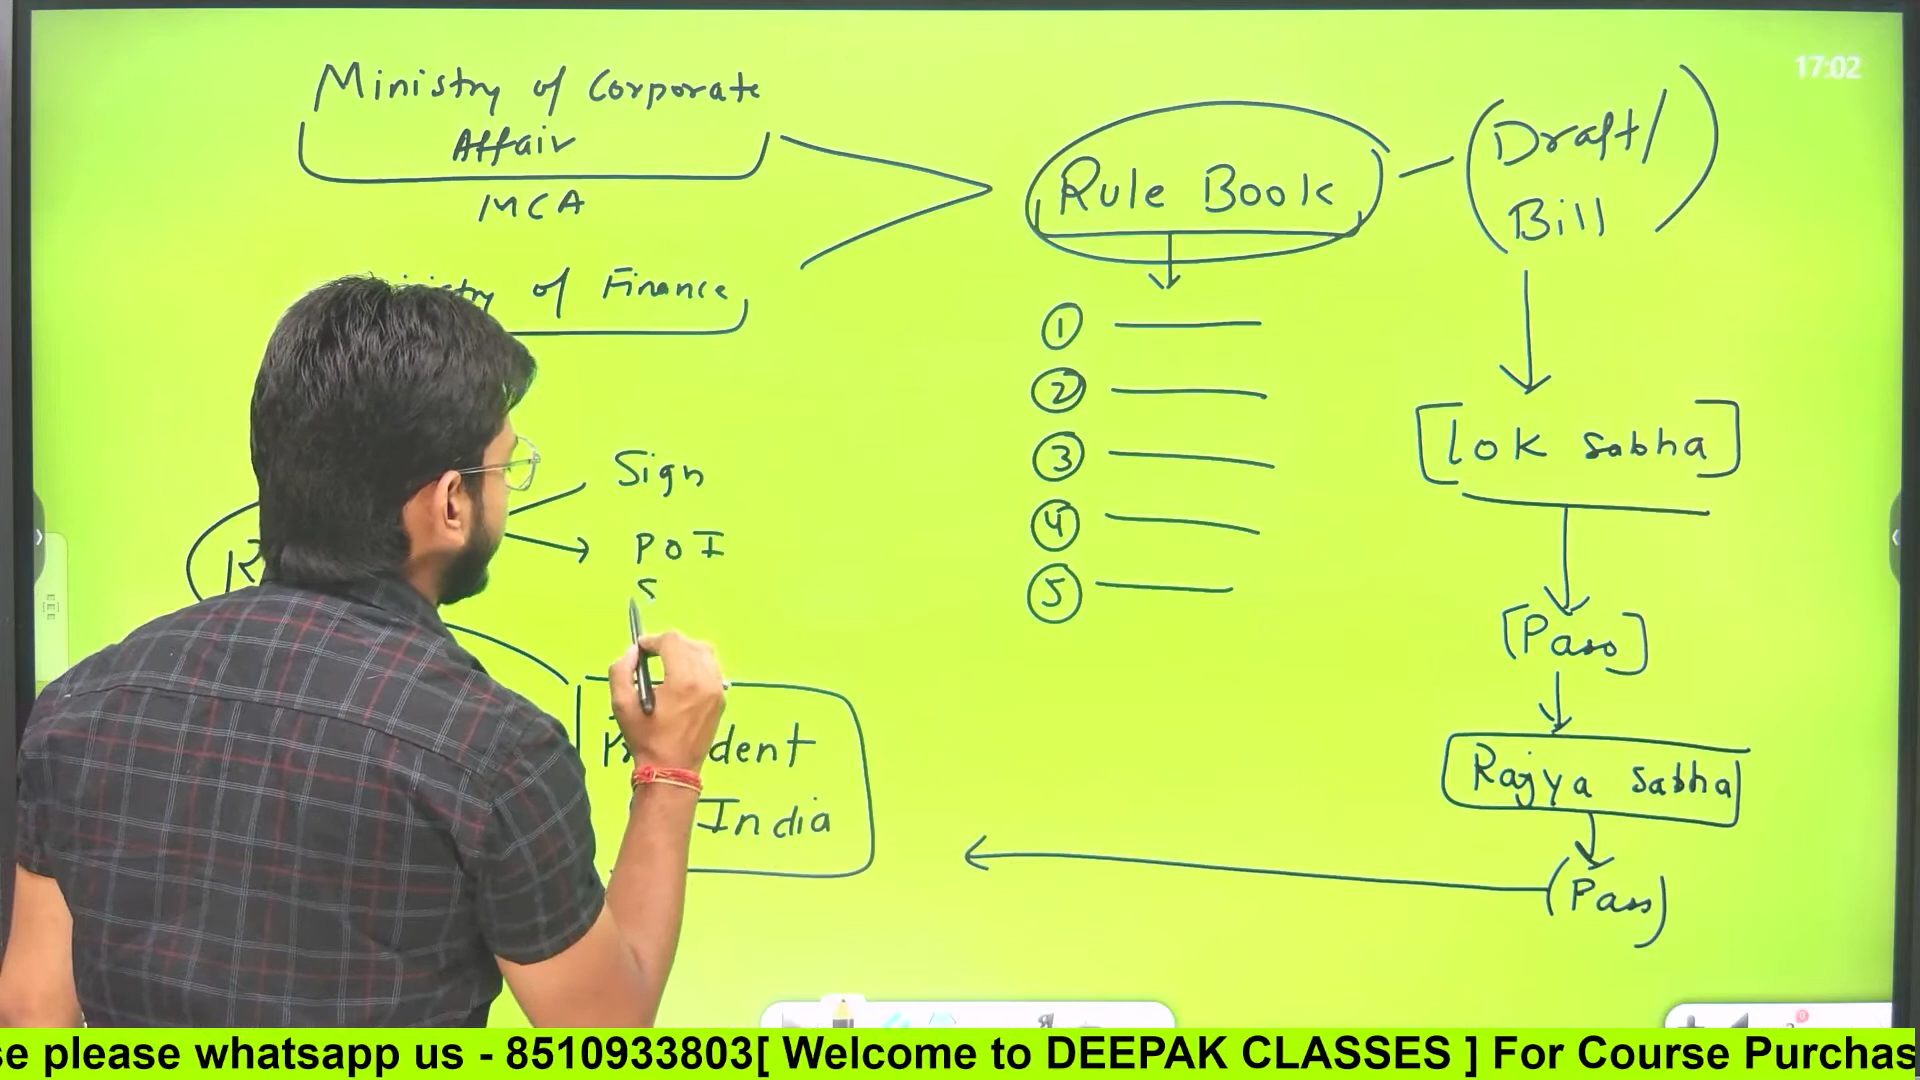 17:02
Ministry of Corporate
Affair
MCA
of Finance
Rule Book
Draft/
Bill
1
2
3
4
5
lok Sabha
Pass
Rajya Sabha
Pass
Sign
POI
S
India
se please whatsapp us - 8510933803[ Welcome to DEEPAK CLASSES ] For Course Purchas